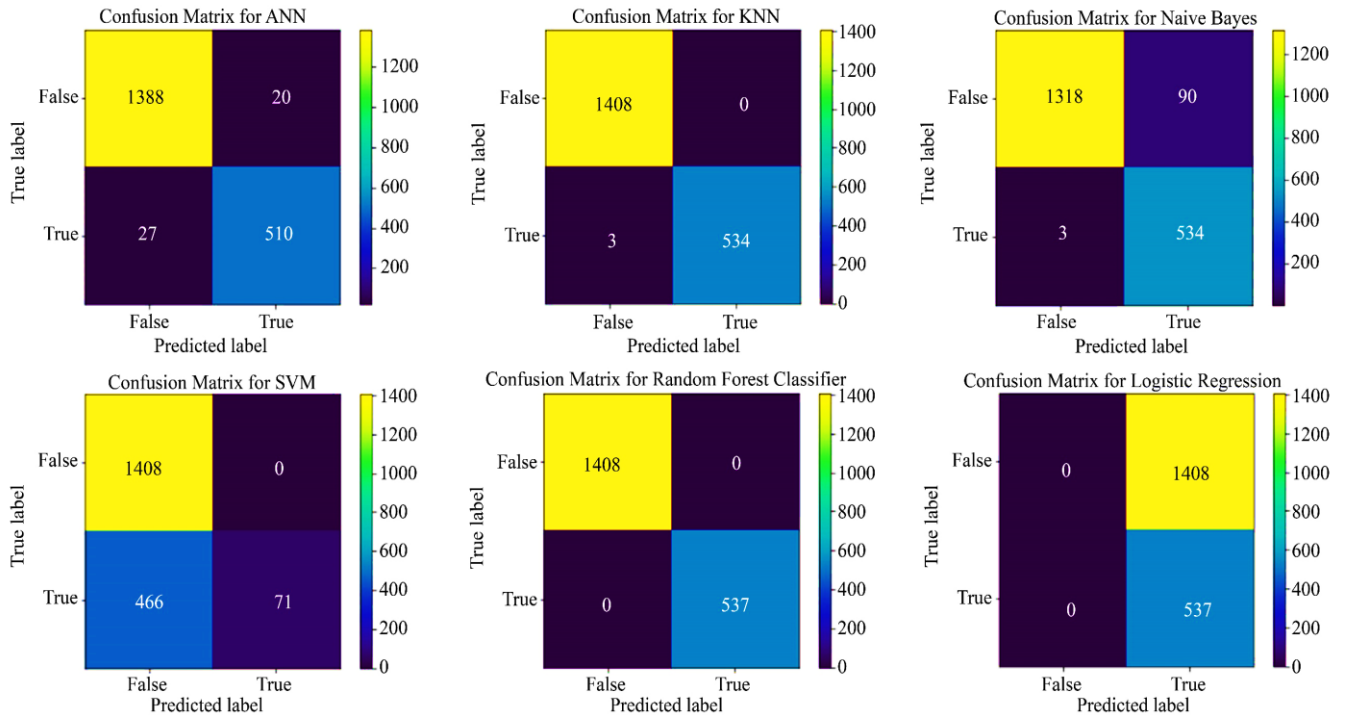 Confusion Matrix for ANN
True label
False
True
1388
20
27
510
False
True
Predicted label
1200
1000
800
600
400
200
Confusion Matrix for KNN
True label
False
True
1408
0
3
534
False
True
Predicted label
1400
1200
1000
800
600
400
200
0
Confusion Matrix for Naive Bayes
True label
False
True
1318
90
3
534
False
True
Predicted label
1200
1000
800
600
400
200
Confusion Matrix for SVM
True label
False
True
1408
0
466
71
False
True
Predicted label
1400
1200
1000
800
600
400
200
0
Confusion Matrix for Random Forest Classifier
True label
False
True
1408
0
0
537
False
True
Predicted label
1400
1200
1000
800
600
400
200
0
Confusion Matrix for Logistic Regression
True label
False
True
0
1408
0
537
False
True
Predicted label
1400
1200
1000
800
600
400
200
0